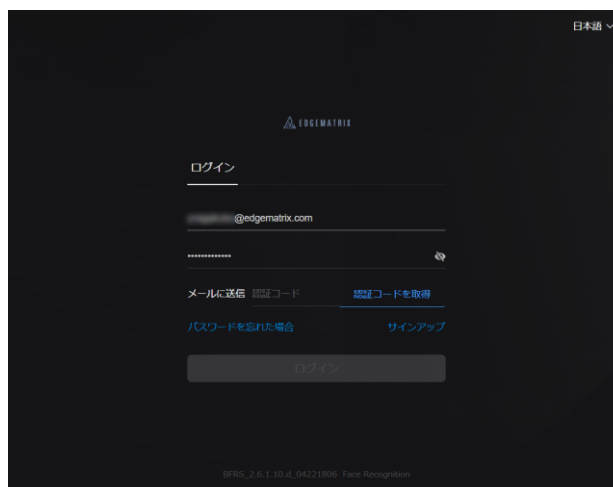 日本語
EDGEMATRIX
ログイン
@edgematrix.com
メールに送信 認証コード 認証コードを取得
パスワードを忘れた場合 サインアップ
ログイン
BFRS_2.6.1.10.d_04221806 Face Recognition